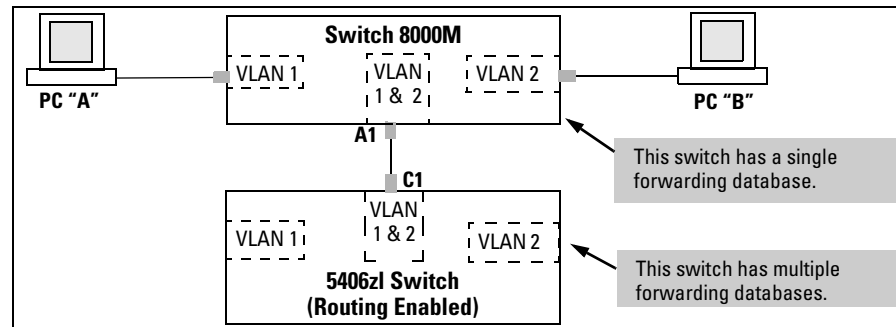 Switch 8000M
VLAN 1
VLAN
1 & 2
VLAN 2
PC “A”
PC “B”
A1
This switch has a single
forwarding database.
C1
VLAN
1 & 2
VLAN 1
VLAN 2
5406zl Switch
(Routing Enabled)
This switch has multiple
forwarding databases.